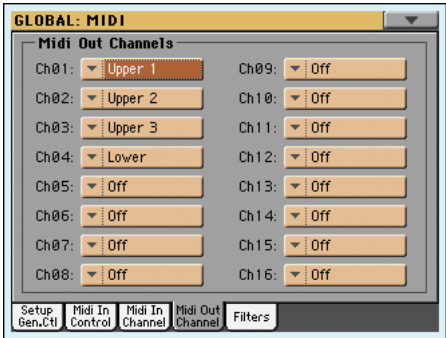 GLOBAL: MIDI
Midi Out Channels
Ch01: Upper 1
Ch02: Upper 2
Ch03: Upper 3
Ch04: Lower
Ch05: Off
Ch06: Off
Ch07: Off
Ch08: Off
Ch09: Off
Ch10: Off
Ch11: Off
Ch12: Off
Ch13: Off
Ch14: Off
Ch15: Off
Ch16: Off
Setup Gen.Ctl
Midi In Control
Midi In Channel
Midi Out Channel
Filters